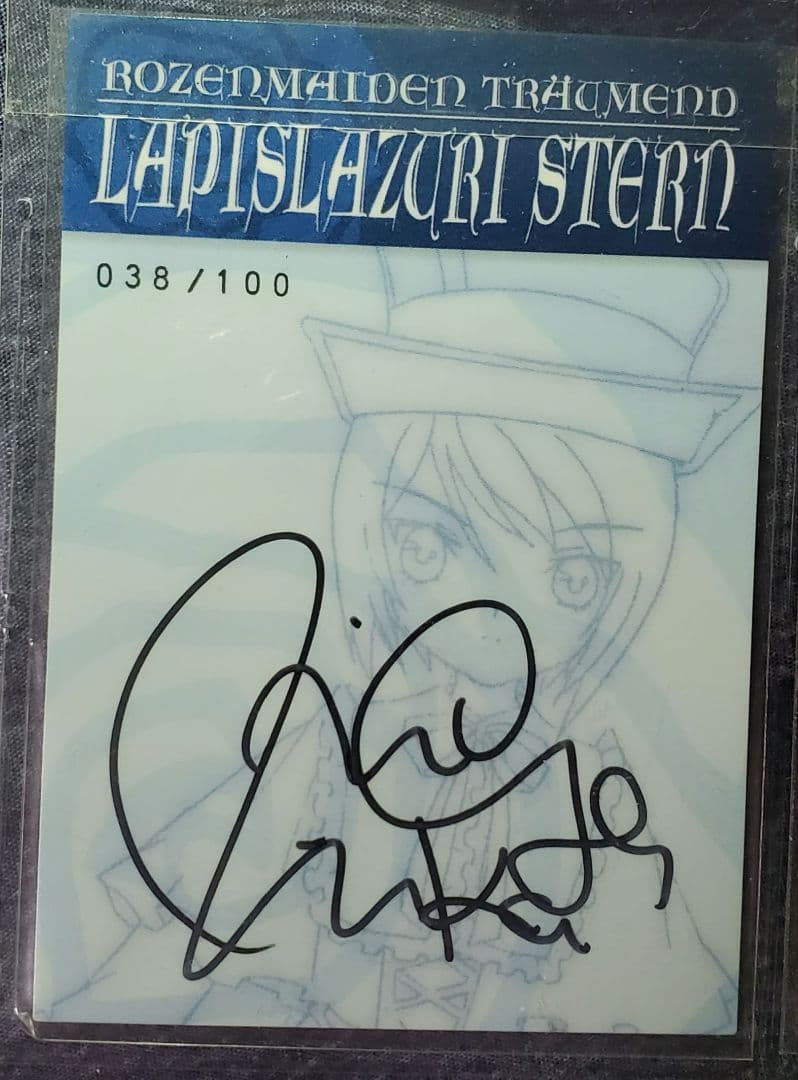 ROZENMAIDEN TRÄUMEND
LAPISLAZURI STERN
038/100